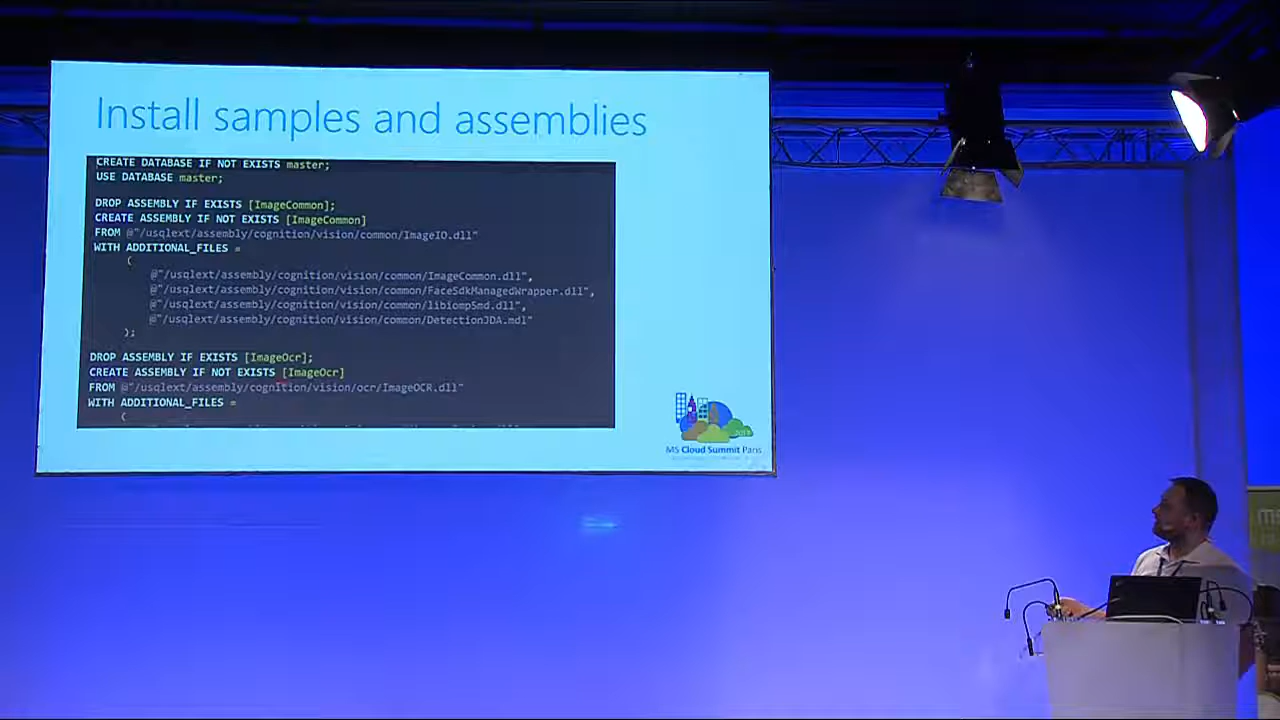 Install samples and assemblies
CREATE DATABASE IF NOT EXISTS master;
USE DATABASE master;
DROP ASSEMBLY IF EXISTS [ImageCommon];
CREATE ASSEMBLY IF NOT EXISTS [ImageCommon]
FROM @"/usqlext/assembly/cognition/vision/common/ImageIO.dll"
WITH ADDITIONAL_FILES =
(
@"/usqlext/assembly/cognition/vision/common/ImageCommon.dll",
@"/usqlext/assembly/cognition/vision/common/FaceSdkManagedWrapper.dll",
@"/usqlext/assembly/cognition/vision/common/libiomp5md.dll",
@"/usqlext/assembly/cognition/vision/common/DetectionJDA.mdl"
);
DROP ASSEMBLY IF EXISTS [ImageOcr];
CREATE ASSEMBLY IF NOT EXISTS [ImageOcr]
FROM @"/usqlext/assembly/cognition/vision/ocr/ImageOCR.dll"
WITH ADDITIONAL_FILES =
(
MS Cloud Summit Paris